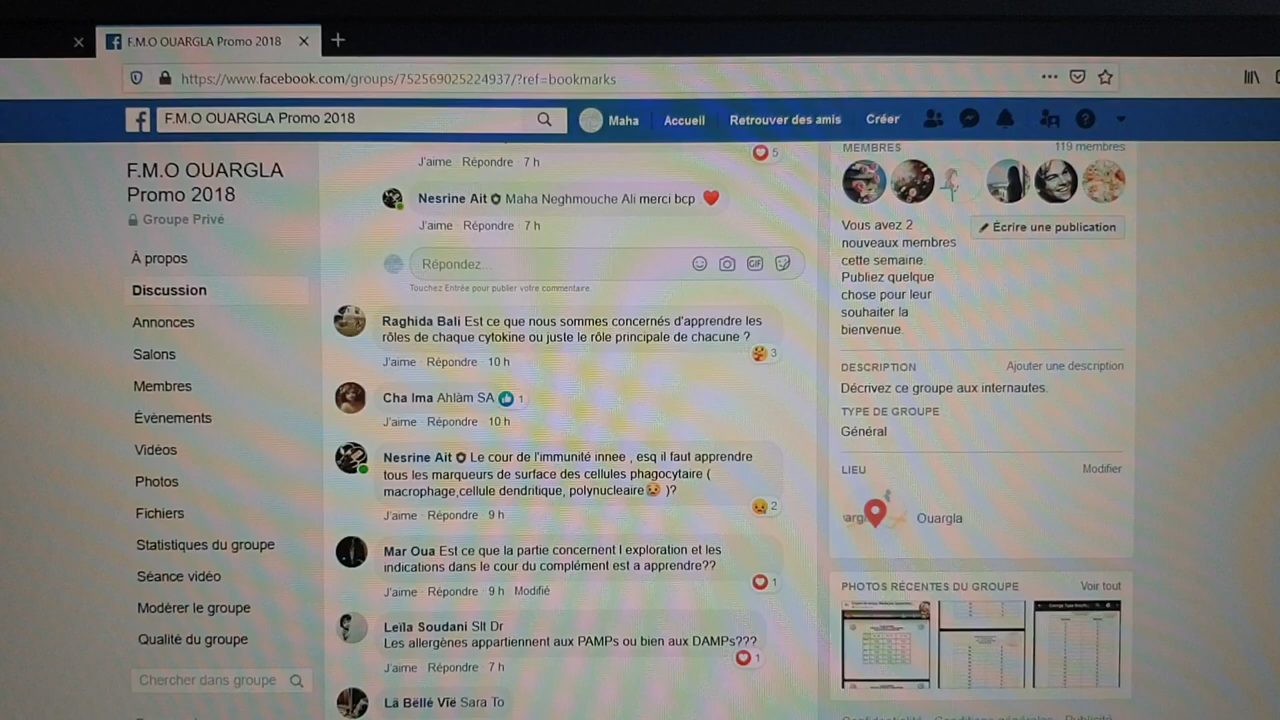 F.M.O OUARGLA Promo 2018
https://www.facebook.com/groups/752569025224937/?ref=bookmarks
F.M.O OUARGLA Promo 2018
Maha
Accueil
Retrouver des amis
Créer
F.M.O OUARGLA
Promo 2018
Groupe Privé
À propos
Discussion
Annonces
Salons
Membres
Évènements
Vidéos
Photos
Fichiers
Statistiques du groupe
Séance vidéo
Modérer le groupe
Qualité du groupe
Chercher dans groupe
J'aime · Répondre · 7 h
5
Nesrine Ait Maha Neghmouche Ali merci bcp ❤️
J'aime · Répondre · 7 h
Répondez...
GIF
Touchez Entrée pour publier votre commentaire.
Raghida Bali Est ce que nous sommes concernés d'apprendre les
rôles de chaque cytokine ou juste le rôle principale de chacune ?
3
J'aime · Répondre · 10 h
Cha Ima Ahlàm SA
1
J'aime · Répondre · 10 h
Nesrine Ait Le cour de l'immunité innee , esq il faut apprendre
tous les marqueurs de surface des cellules phagocytaire (
macrophage,cellule dendritique, polynucleaire😥 )?
2
J'aime · Répondre · 9 h
Mar Oua Est ce que la partie concernent l exploration et les
indications dans le cour du complément est a apprendre??
1
J'aime · Répondre · 9 h · Modifié
Leïla Soudani Slt Dr
Les allergènes appartiennent aux PAMPs ou bien aux DAMPs???
1
J'aime · Répondre · 7 h
Lä Bëllé Vïë Sara To
MEMBRES
119 membres
Vous avez 2
nouveaux membres
cette semaine.
Publiez quelque
chose pour leur
souhaiter la
bienvenue.
Écrire une publication
DESCRIPTION
Ajouter une description
Décrivez ce groupe aux internautes.
TYPE DE GROUPE
Général
LIEU
Modifier
Ouargla
PHOTOS RÉCENTES DU GROUPE
Voir tout